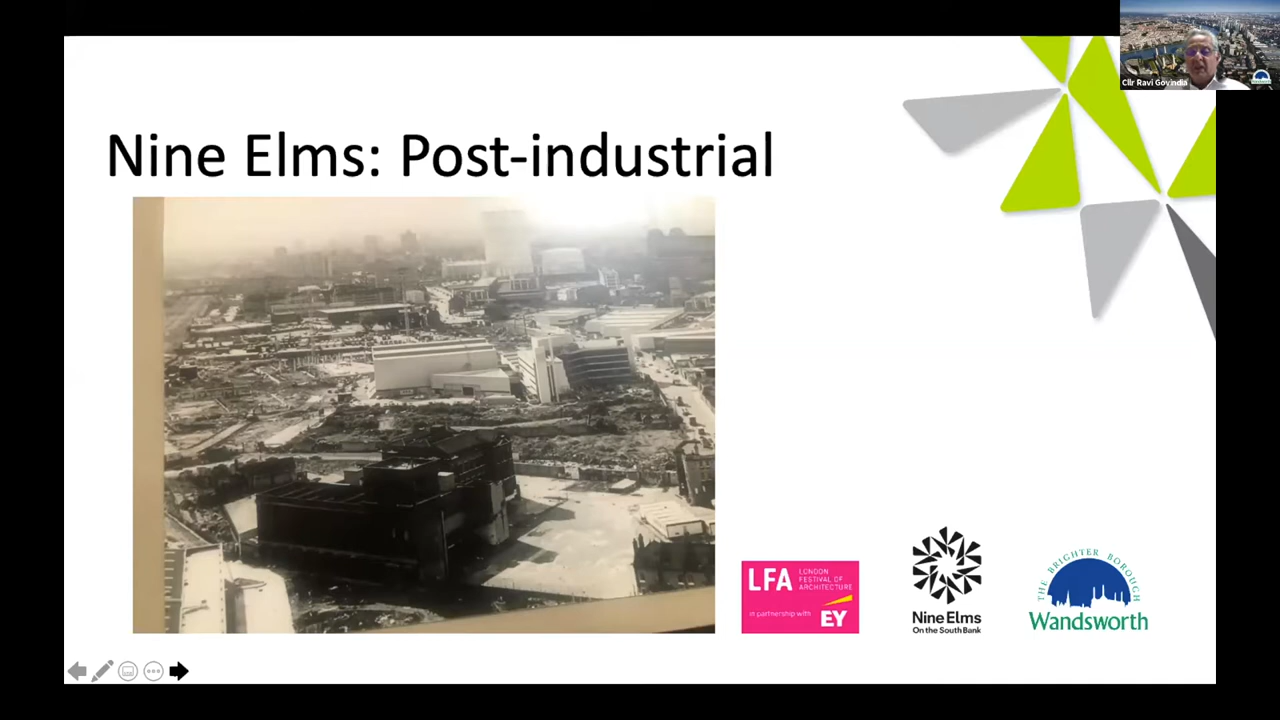 Cllr Ravi Govindia
Nine Elms: Post-industrial
LFA
LONDON
FESTIVAL OF
ARCHITECTURE
in partnership with
EY
Nine Elms
On the South Bank
THE BRIGHTER BOROUGH
Wandsworth